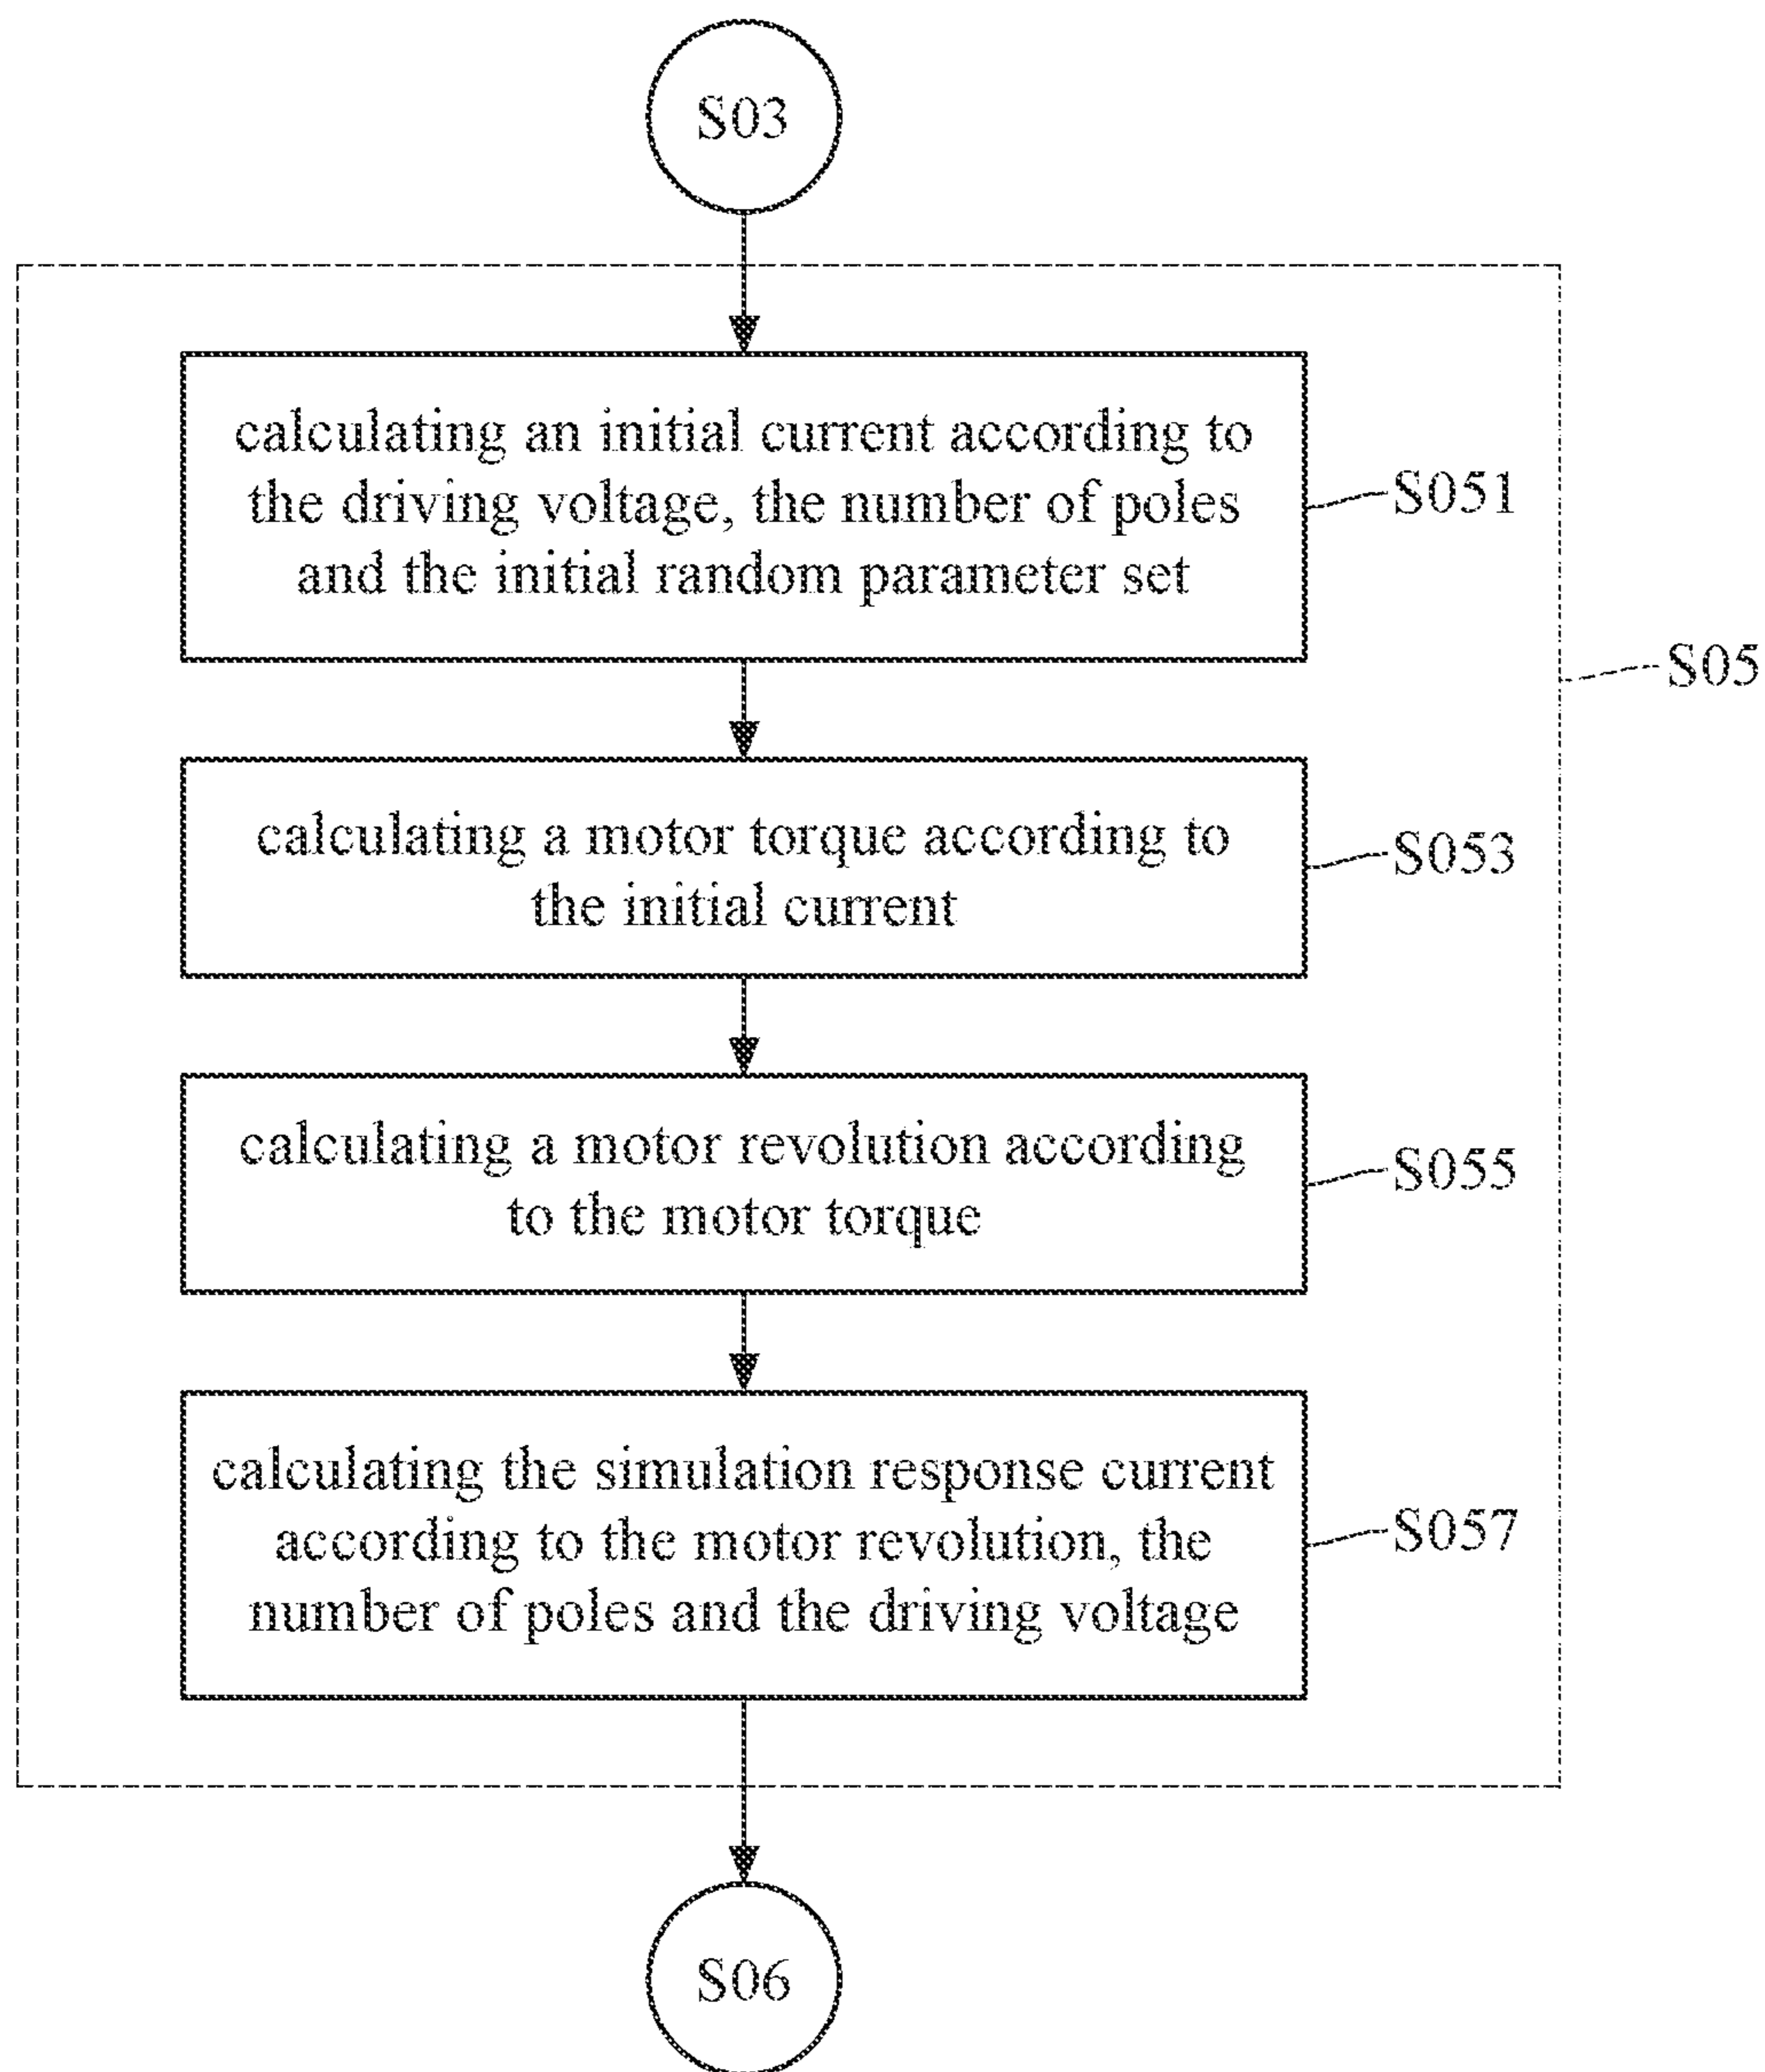 S03
calculating an initial current according to
the driving voltage, the number of poles
and the initial random parameter set
S051
S05
calculating a motor torque according to
the initial current
S053
calculating a motor revolution according
to the motor torque
S055
calculating the simulation response current
according to the motor revolution, the
number of poles and the driving voltage
S057
S06